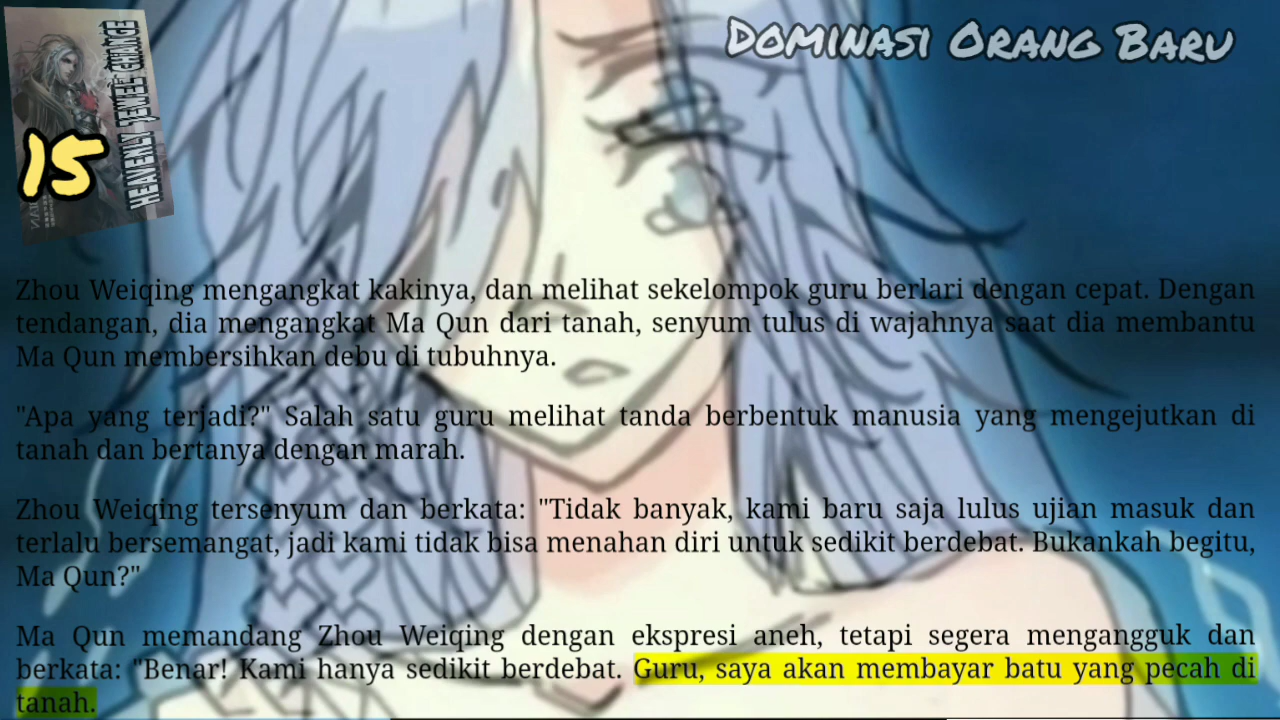 Dominasi Orang Baru
HEAVENLY JEWEL CHANGE
15
Zhou Weiqing mengangkat kakinya, dan melihat sekelompok guru berlari dengan cepat. Dengan
tendangan, dia mengangkat Ma Qun dari tanah, senyum tulus di wajahnya saat dia membantu
Ma Qun membersihkan debu di tubuhnya.
"Apa yang terjadi?" Salah satu guru melihat tanda berbentuk manusia yang mengejutkan di
tanah dan bertanya dengan marah.
Zhou Weiqing tersenyum dan berkata: "Tidak banyak, kami baru saja lulus ujian masuk dan
terlalu bersemangat, jadi kami tidak bisa menahan diri untuk sedikit berdebat. Bukankah begitu,
Ma Qun?"
Ma Qun memandang Zhou Weiqing dengan ekspresi aneh, tetapi segera mengangguk dan
berkata: "Benar! Kami hanya sedikit berdebat. Guru, saya akan membayar batu yang pecah di
tanah.